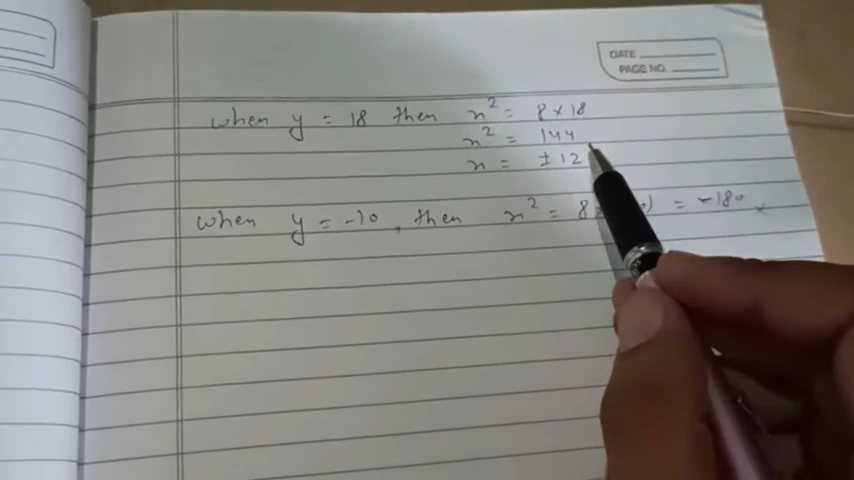 DATE
PAGE NO.
when y = 18 then x² = 8×18
x² = 144
x = ±12
when y = -10, then x² = 8 = -180 ×